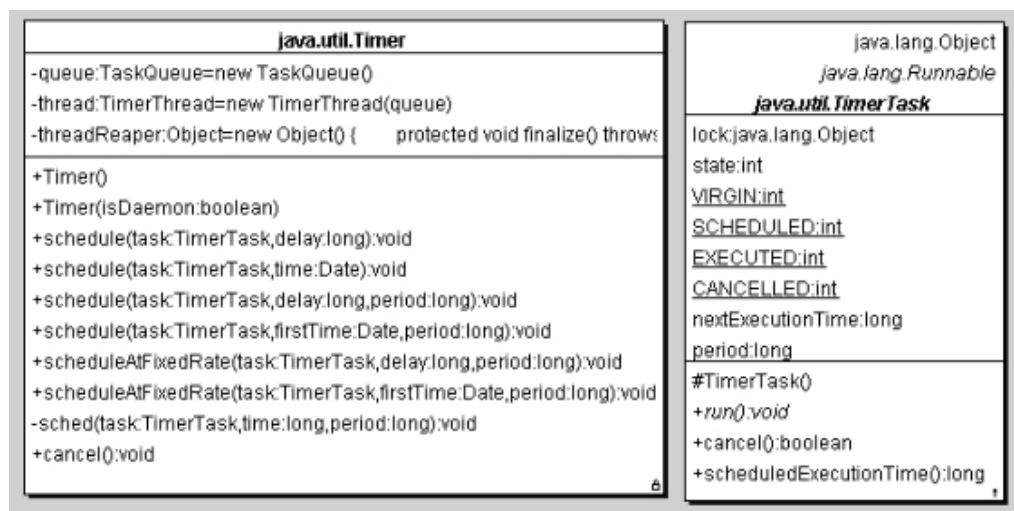 java.util.Timer
-queue:TaskQueue=new TaskQueue()
-thread:TimerThread=new TimerThread(queue)
-threadReaper:Object=new Object() { protected void finalize() throws
+Timer()
+Timer(isDaemon:boolean)
+schedule(task:TimerTask,delay:long):void
+schedule(task:TimerTask,time:Date):void
+schedule(task:TimerTask,delay:long,period:long):void
+schedule(task:TimerTask,firstTime:Date,period:long):void
+scheduleAtFixedRate(task:TimerTask,delay:long,period:long):void
+scheduleAtFixedRate(task:TimerTask,firstTime:Date,period:long):void
-sched(task:TimerTask,time:long,period:long):void
+cancel():void
java.lang.Object
java.lang.Runnable
java.util.TimerTask
lock:java.lang.Object
state:int
VIRGIN:int
SCHEDULED:int
EXECUTED:int
CANCELLED:int
nextExecutionTime:long
period:long
#TimerTask()
+run():void
+cancel():boolean
+scheduledExecutionTime():long